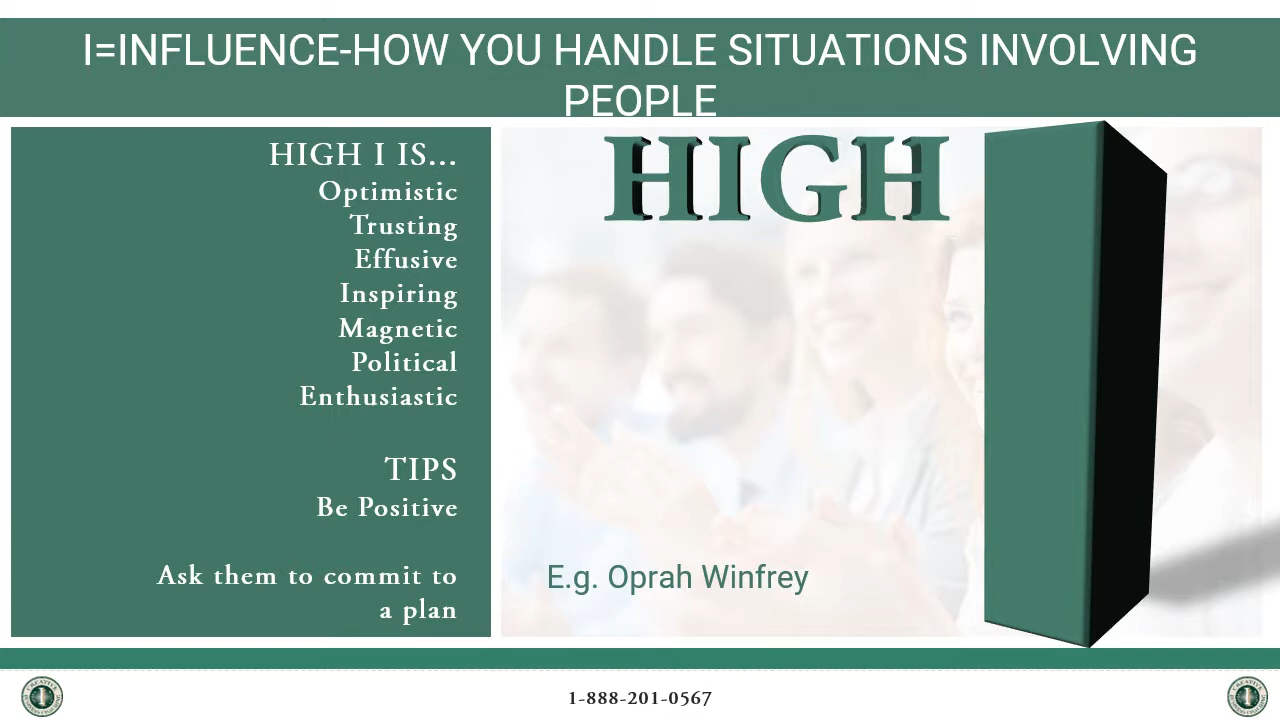 I=INFLUENCE-HOW YOU HANDLE SITUATIONS INVOLVING
PEOPLE
HIGH I IS...
Optimistic
Trusting
Effusive
Inspiring
Magnetic
Political
Enthusiastic
TIPS
Be Positive
Ask them to commit to
a plan
HIGH I
E.g. Oprah Winfrey
1-888-201-0567